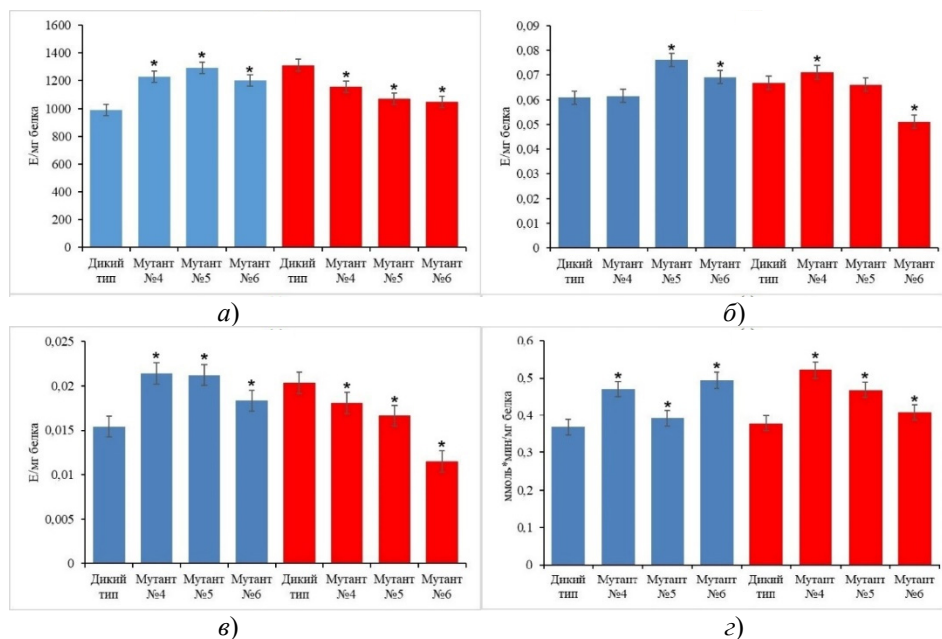 1600
1400
1200
1000
800
600
400
200
0
Е/мг белка
* * * * * *
Дикий тип
Мутант №4
Мутант №5
Мутант №6
Дикий тип
Мутант №4
Мутант №5
Мутант №6
а)
0,09
0,08
0,07
0,06
0,05
0,04
0,03
0,02
0,01
0
Е/мг белка
* * * *
Дикий тип
Мутант №4
Мутант №5
Мутант №6
Дикий тип
Мутант №4
Мутант №5
Мутант №6
б)
0,025
0,02
0,015
0,01
0,005
0
Е/мг белка
* * * * * *
Дикий тип
Мутант №4
Мутант №5
Мутант №6
Дикий тип
Мутант №4
Мутант №5
Мутант №6
в)
0,6
0,5
0,4
0,3
0,2
0,1
0
ммоль*мин/мг белка
* * * * * *
Дикий тип
Мутант №4
Мутант №5
Мутант №6
Дикий тип
Мутант №4
Мутант №5
Мутант №6
г)